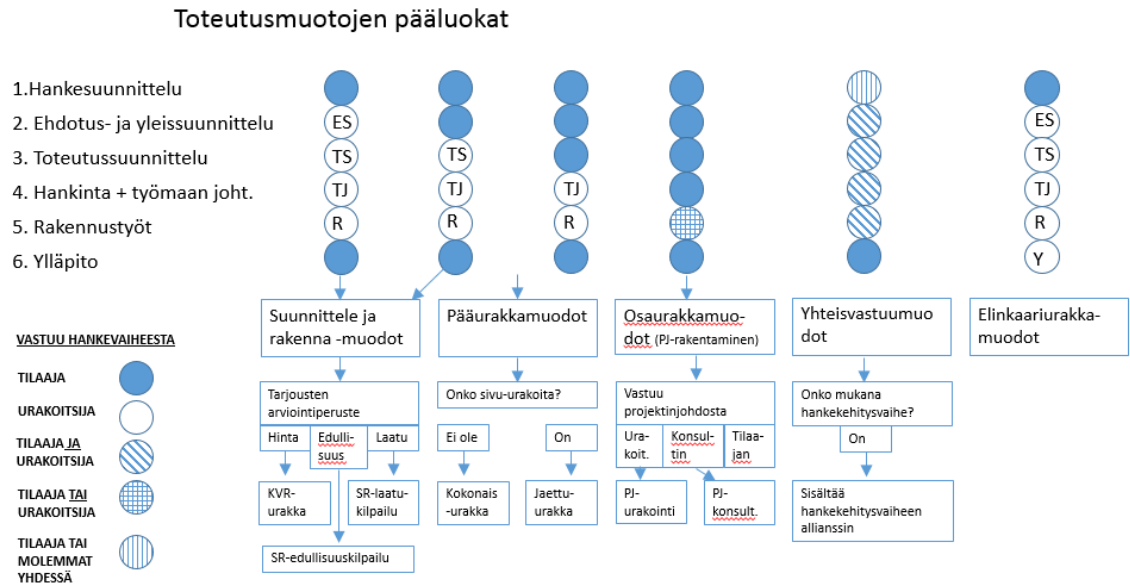 Toteutusmuotojen pääluokat
1.Hankesuunnittelu
2. Ehdotus- ja yleissuunnittelu
3. Toteutussuunnittelu
4. Hankinta + työmaan joht.
5. Rakennustyöt
6. Ylläpito
ES
TS
TJ
R
TS
TJ
R
TJ
R
ES
TS
TJ
R
Y
VASTUU HANKEVAIHEESTA
TILAAJA
URAKOITSIJA
TILAAJA JA
URAKOITSIJA
TILAAJA TAI
URAKOITSIJA
TILAAJA TAI
MOLEMMAT
YHDESSÄ
Suunnittele ja
rakenna -muodot
Tarjousten
arviointiperuste
Hinta
Edulli-
suus
Laatu
KVR-
urakka
SR-laatu-
kilpailu
SR-edullisuuskilpailu
Pääurakkamuodot
Onko sivu-urakoita?
Ei ole
On
Kokonais
-urakka
Jaettu-
urakka
Osaurakkamuo-
dot (PJ-rakentaminen)
Vastuu
projektinjohdosta
Ura-
koit.
Konsul-
tin
Tilaa-
jan
PJ-
urakointi
PJ-
konsult.
Yhteisvastuumuo
dot
Onko mukana
hankekehitysvaihe?
On
Sisältää
hankekehitysvaiheen
allianssin
Elinkaariurakka-
muodot